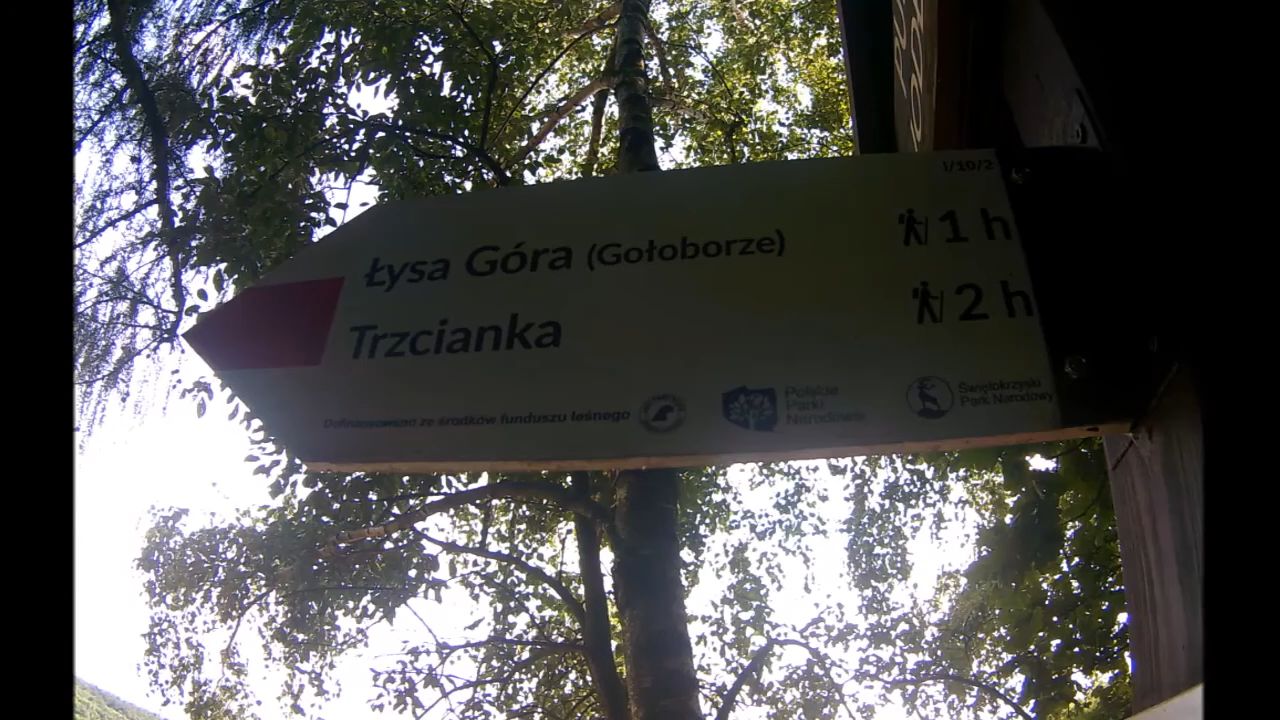 I/10/2
Łysa Góra (Gołoborze) 1 h
Trzcianka 2 h
Dofinansowano ze środków funduszu leśnego
Polskie
Parki
Narodowe
Świętokrzyski
Park Narodowy